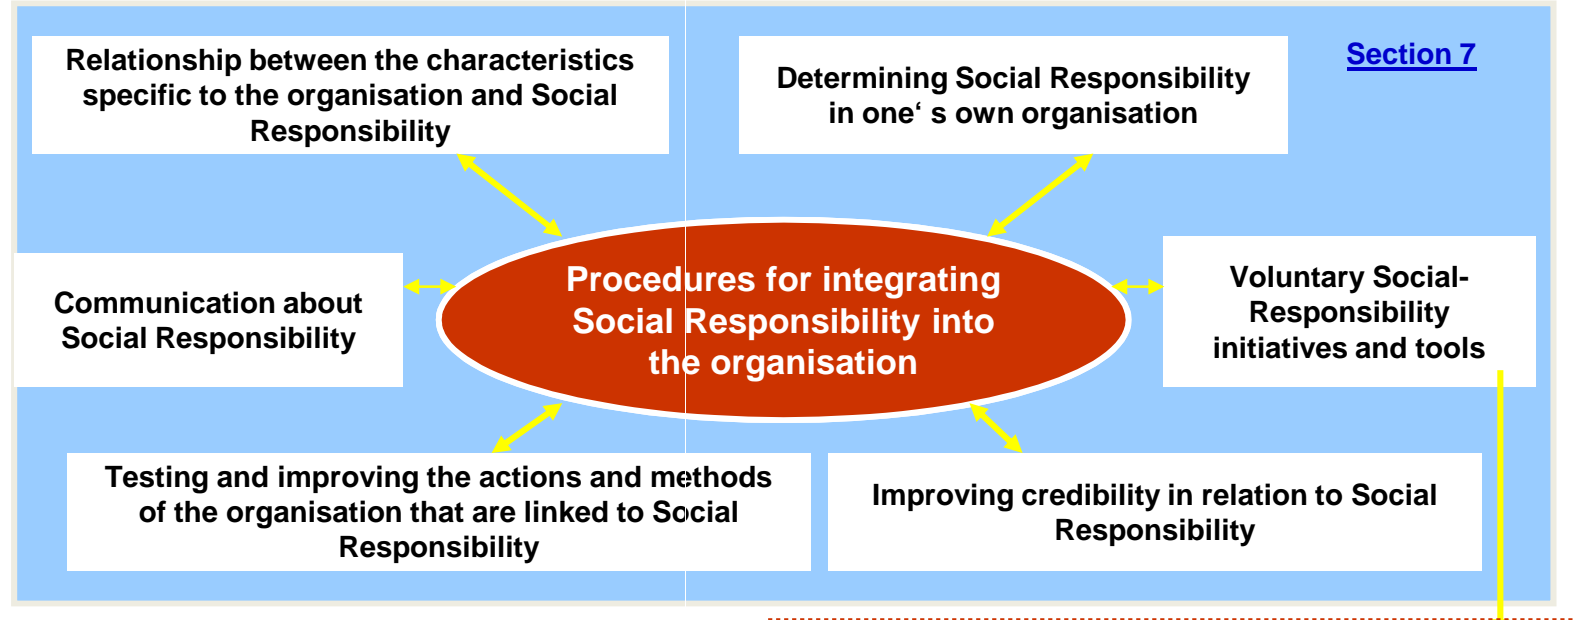 Relationship between the characteristics
specific to the organisation and Social
Responsibility
Determining Social Responsibility
in one‘ s own organisation
Section 7
Communication about
Social Responsibility
Procedures for integrating
Social Responsibility into
the organisation
Voluntary Social-
Responsibility
initiatives and tools
Testing and improving the actions and methods
of the organisation that are linked to Social
Responsibility
Improving credibility in relation to Social
Responsibility